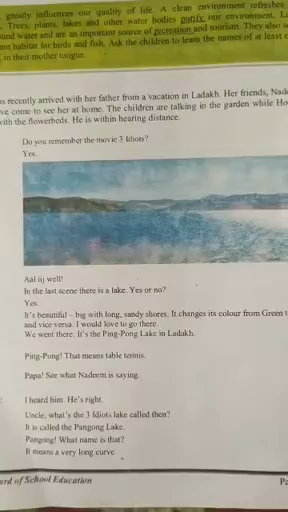 , greatly influences our quality of life. A clean environment refreshes
. Trees, plants, lakes and other water bodies purify our environment. La
ound water and are an important source of recreation and tourism. They also
ant habitat for birds and fish. Ask the children to learn the names of at least
in their mother tongue.
as recently arrived with her father from a vacation in Ladakh. Her friends, Nade
ve come to see her at home. The children are talking in the garden while Ho
with the flowerbeds. He is within hearing distance.
Do you remember the movie 3 Idiots?
Yes.
Aal iij well!
In the last scene there is a lake. Yes or no?
Yes.
It's beautiful – big with long, sandy shores. It changes its colour from Green t
and vice versa. I would love to go there.
We went there. It's the Ping-Pong Lake in Ladakh.
Ping-Pong! That means table tennis.
Papa! See what Nadeem is saying.
I heard him. He's right.
Uncle, what's the 3 Idiots lake called then?
It is called the Pangong Lake.
Pangong! What name is that?
It means a very long curve.
ard of School Education
Pa